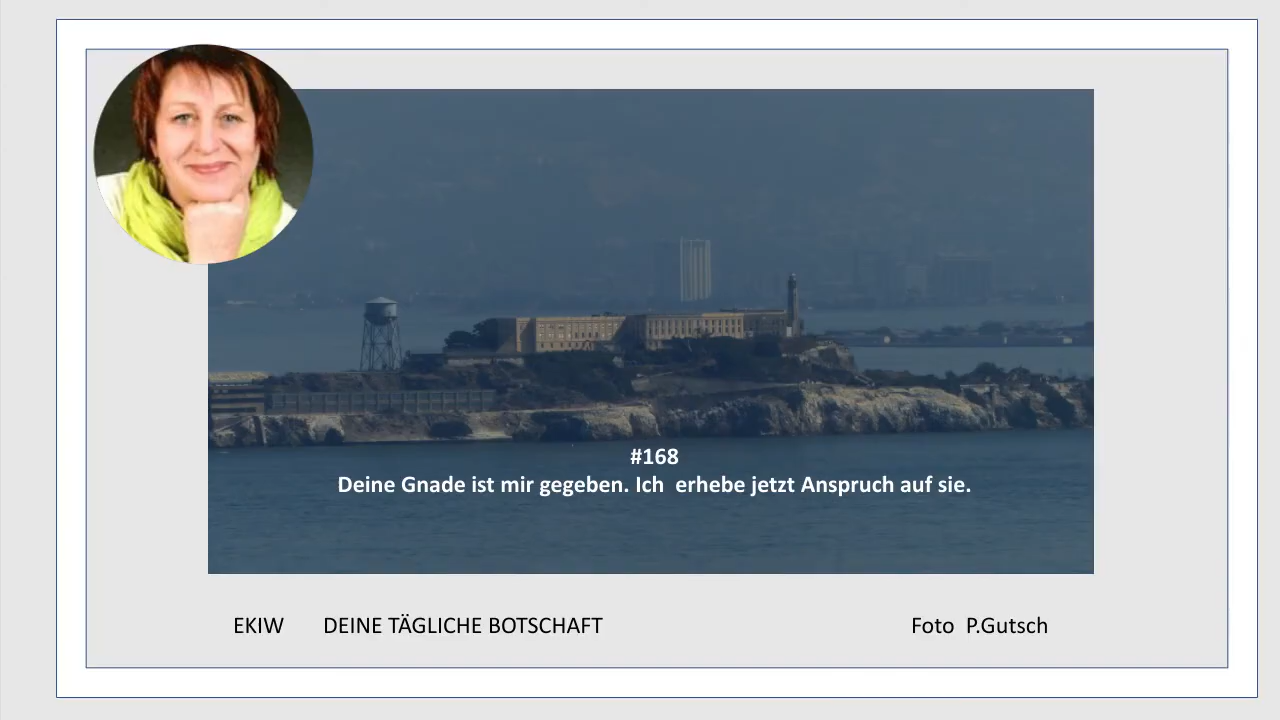 #168
Deine Gnade ist mir gegeben. Ich  erhebe jetzt Anspruch auf sie.
EKIW DEINE TÄGLICHE BOTSCHAFT Foto P.Gutsch